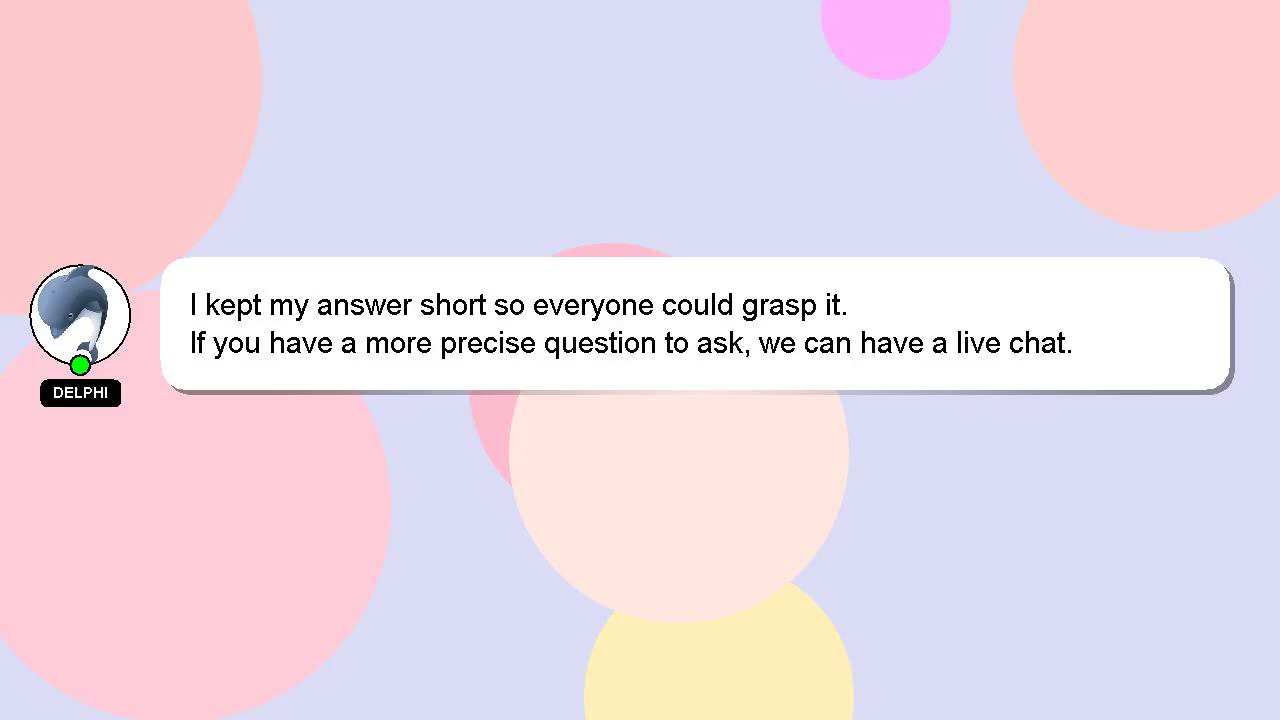 I kept my answer short so everyone could grasp it.
If you have a more precise question to ask, we can have a live chat.
DELPHI